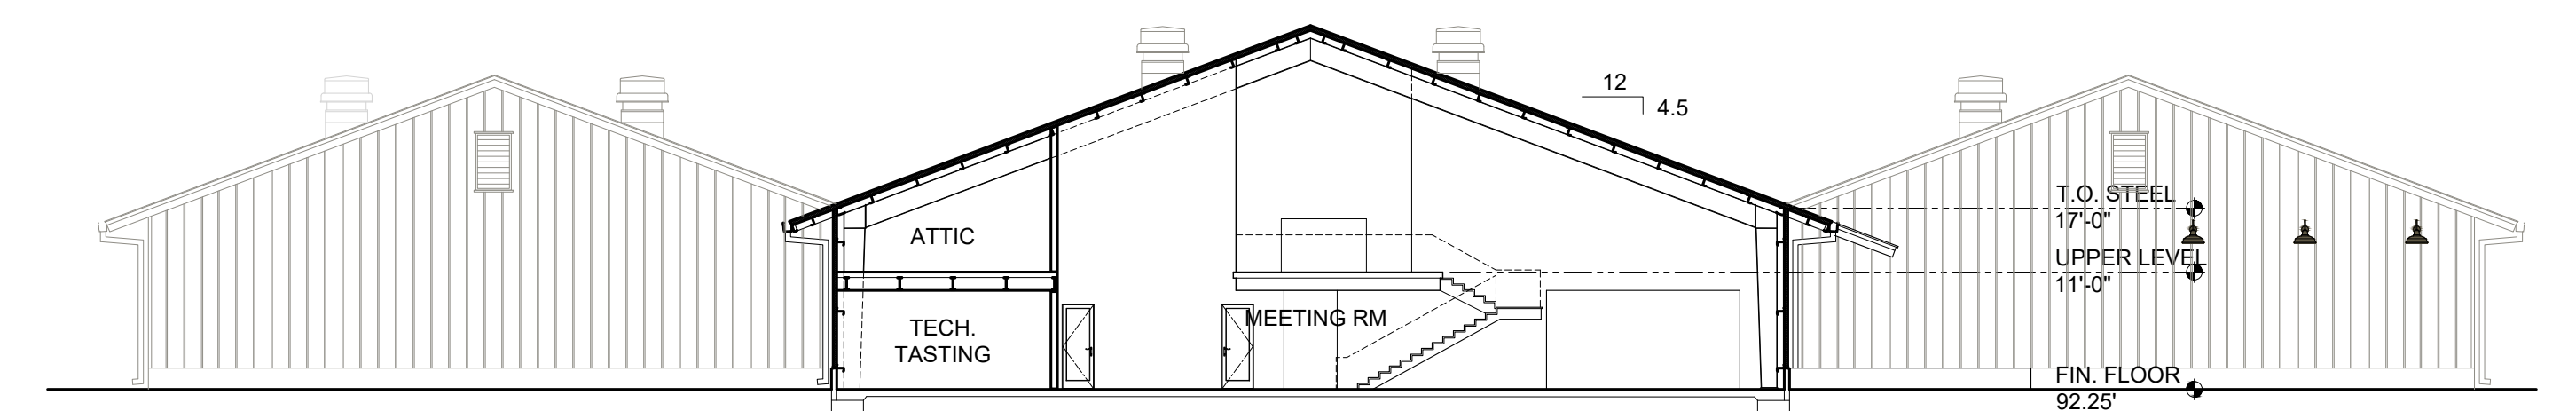 12
4.5
T.O. STEEL
17'-0"
ATTIC
UPPER LEVEL
11'-0"
TECH.
TASTING
MEETING RM
FIN. FLOOR
92.25'